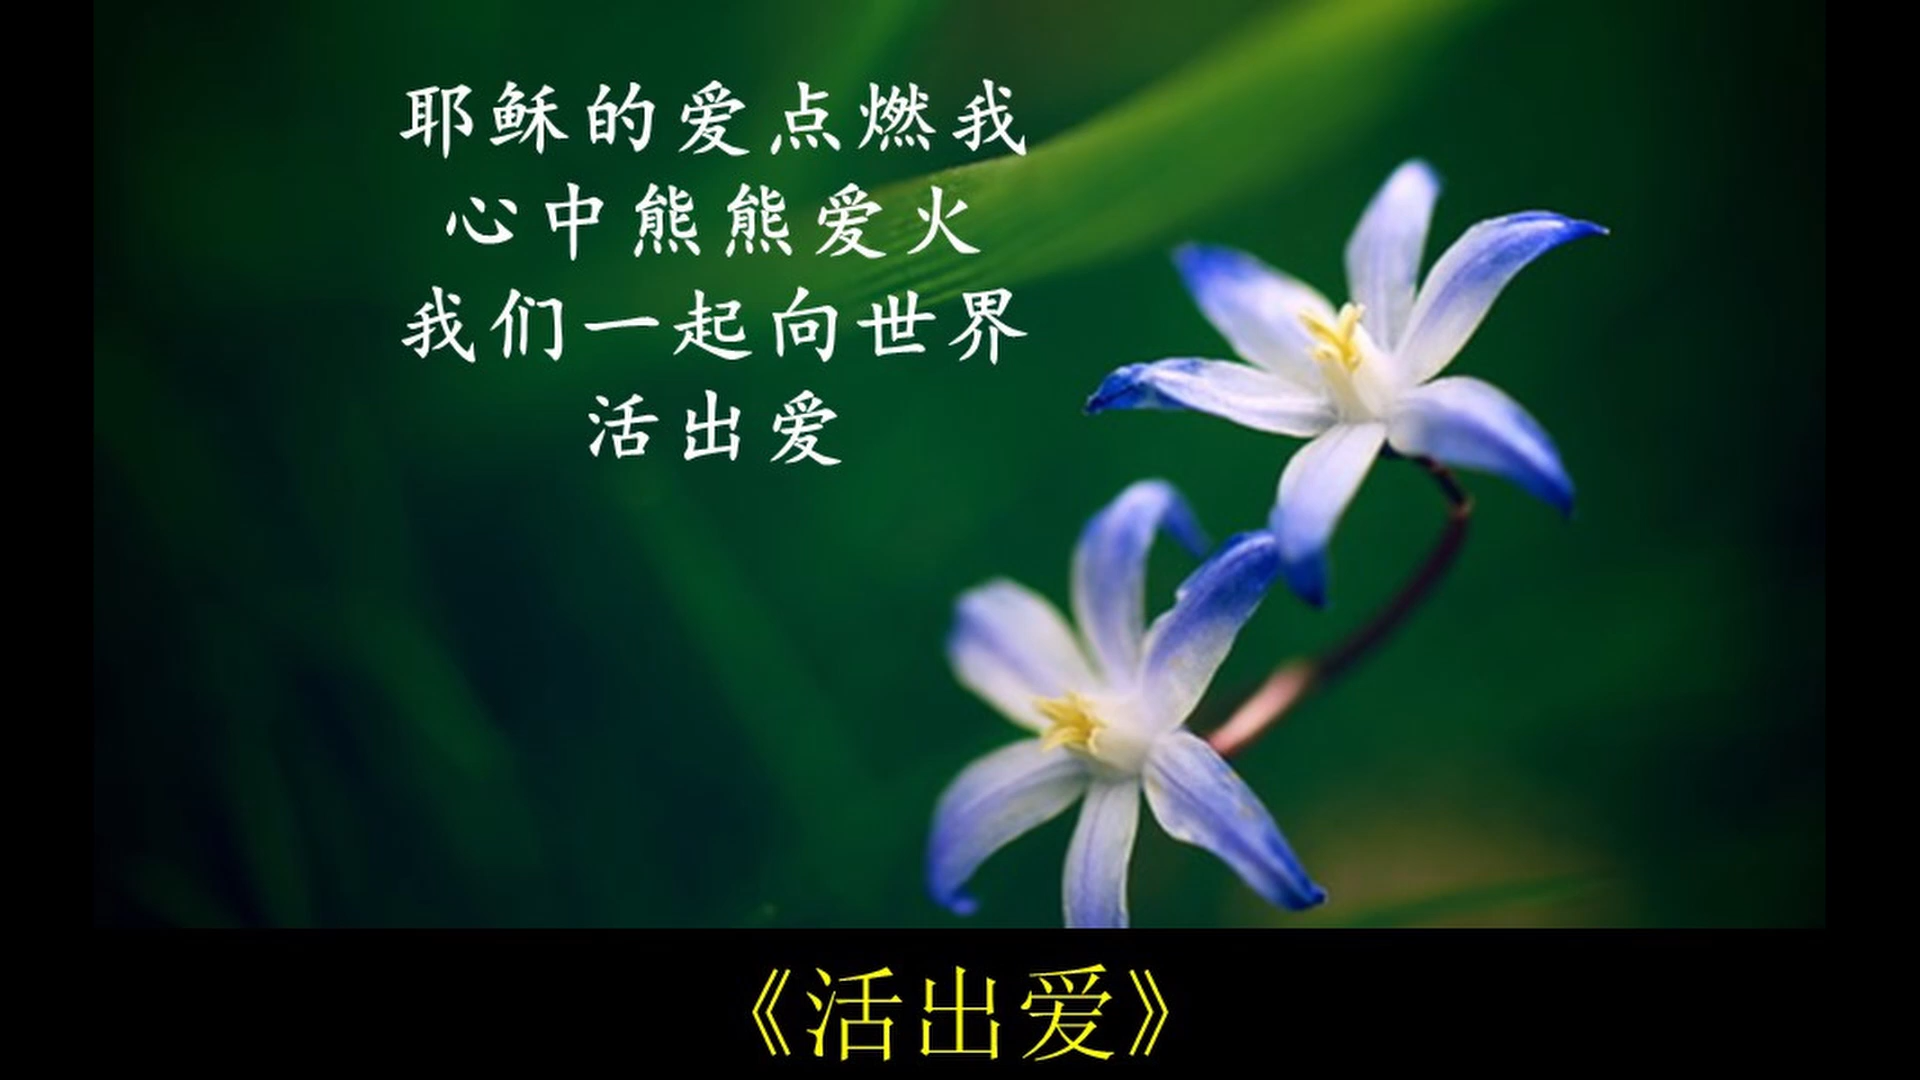 耶稣的爱点燃我
心中熊熊爱火
我们一起向世界
活出爱
《活出爱》